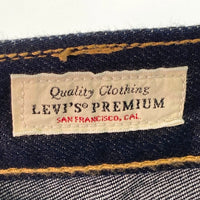 Quality Clothing
LEVI'S® PREMIUM
SAN FRANCISCO, CAL